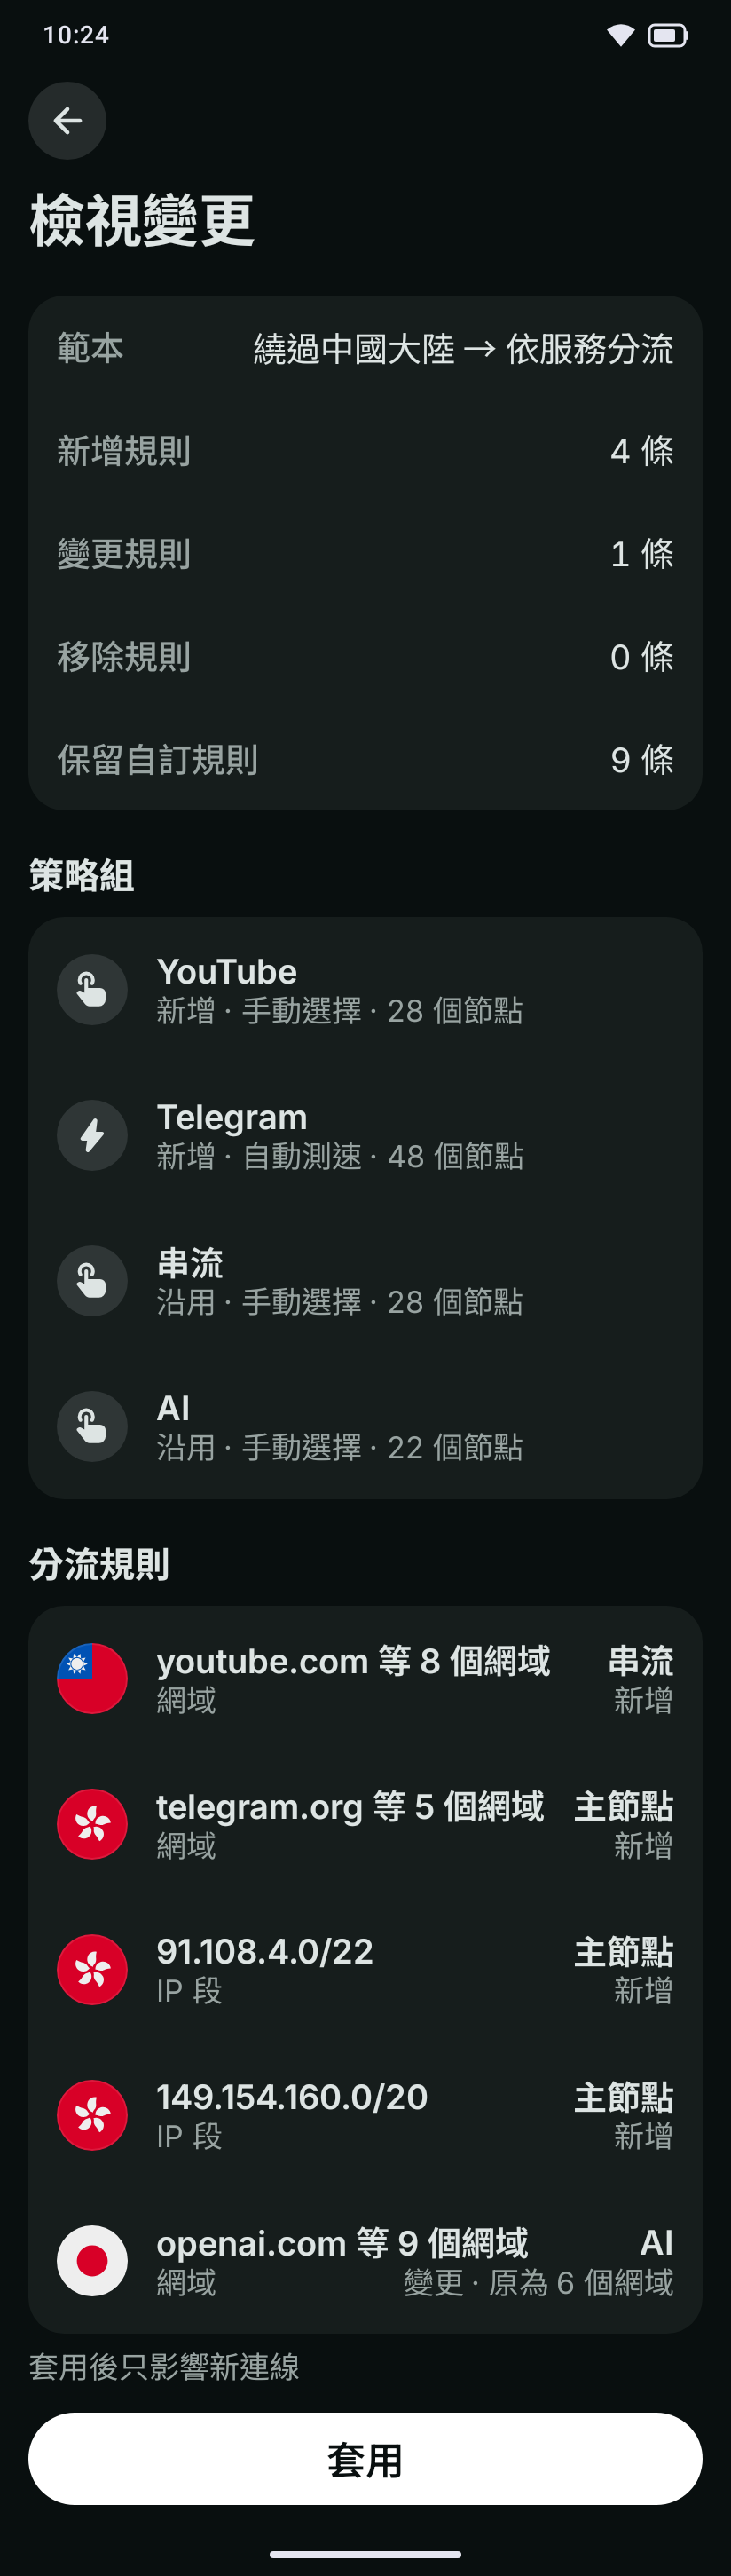 10:24
檢視變更
範本 繞過中國大陸 → 依服務分流
新增規則 4 條
變更規則 1 條
移除規則 0 條
保留自訂規則 9 條
策略組
YouTube
新增 · 手動選擇 · 28 個節點
Telegram
新增 · 自動測速 · 48 個節點
串流
沿用 · 手動選擇 · 28 個節點
AI
沿用 · 手動選擇 · 22 個節點
分流規則
youtube.com 等 8 個網域 串流
網域 新增
telegram.org 等 5 個網域 主節點
網域 新增
91.108.4.0/22 主節點
IP 段 新增
149.154.160.0/20 主節點
IP 段 新增
openai.com 等 9 個網域 AI
網域 變更 · 原為 6 個網域
套用後只影響新連線
套用